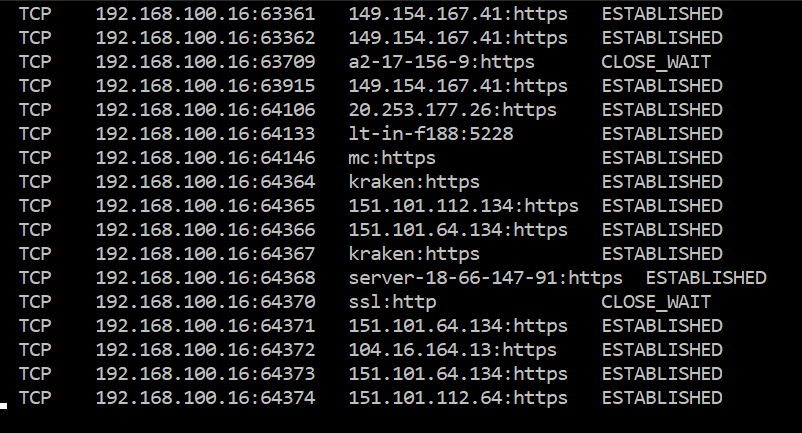 TCP    192.168.100.16:63361   149.154.167.41:https   ESTABLISHED
TCP    192.168.100.16:63362   149.154.167.41:https   ESTABLISHED
TCP    192.168.100.16:63709   a2-17-156-9:https      CLOSE_WAIT
TCP    192.168.100.16:63915   149.154.167.41:https   ESTABLISHED
TCP    192.168.100.16:64106   20.253.177.26:https    ESTABLISHED
TCP    192.168.100.16:64133   lt-in-f188:5228        ESTABLISHED
TCP    192.168.100.16:64146   mc:https               ESTABLISHED
TCP    192.168.100.16:64364   kraken:https           ESTABLISHED
TCP    192.168.100.16:64365   151.101.112.134:https  ESTABLISHED
TCP    192.168.100.16:64366   151.101.64.134:https   ESTABLISHED
TCP    192.168.100.16:64367   kraken:https           ESTABLISHED
TCP    192.168.100.16:64368   server-18-66-147-91:https  ESTABLISHED
TCP    192.168.100.16:64370   ssl:http               CLOSE_WAIT
TCP    192.168.100.16:64371   151.101.64.134:https   ESTABLISHED
TCP    192.168.100.16:64372   104.16.164.13:https    ESTABLISHED
TCP    192.168.100.16:64373   151.101.64.134:https   ESTABLISHED
TCP    192.168.100.16:64374   151.101.112.64:https   ESTABLISHED